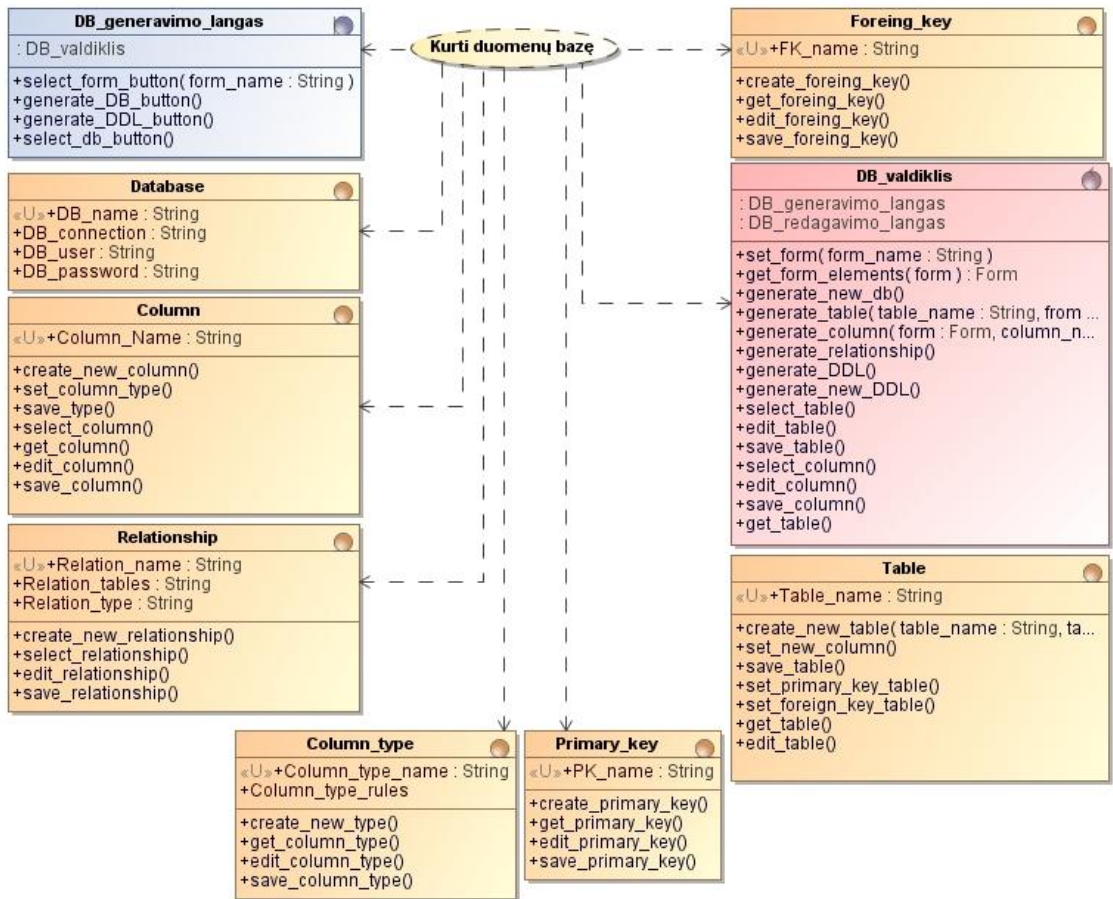 DB_generavimo_langas
: DB_valdiklis
+select_form_button( form_name : String )
+generate_DB_button()
+generate_DDL_button()
+select_db_button()
Kurti duomenų bazę
Foreing_key
«U»+FK_name : String
+create_foreing_key()
+get_foreing_key()
+edit_foreing_key()
+save_foreing_key()
Database
«U»+DB_name : String
+DB_connection : String
+DB_user : String
+DB_password : String
DB_valdiklis
: DB_generavimo_langas
: DB_redagavimo_langas
+set_form( form_name : String )
+get_form_elements( form ) : Form
+generate_new_db()
+generate_table( table_name : String, from ...
+generate_column( form : Form, column_n...
+generate_relationship()
+generate_DDL()
+generate_new_DDL()
+select_table()
+edit_table()
+save_table()
+select_column()
+edit_column()
+save_column()
+get_table()
Column
«U»+Column_Name : String
+create_new_column()
+set_column_type()
+save_type()
+select_column()
+get_column()
+edit_column()
+save_column()
Relationship
«U»+Relation_name : String
+Relation_tables : String
+Relation_type : String
+create_new_relationship()
+select_relationship()
+edit_relationship()
+save_relationship()
Table
«U»+Table_name : String
+create_new_table( table_name : String, ta...
+set_new_column()
+save_table()
+set_primary_key_table()
+set_foreign_key_table()
+get_table()
+edit_table()
Column_type
«U»+Column_type_name : String
+Column_type_rules
+create_new_type()
+get_column_type()
+edit_column_type()
+save_column_type()
Primary_key
«U»+PK_name : String
+create_primary_key()
+get_primary_key()
+edit_primary_key()
+save_primary_key()